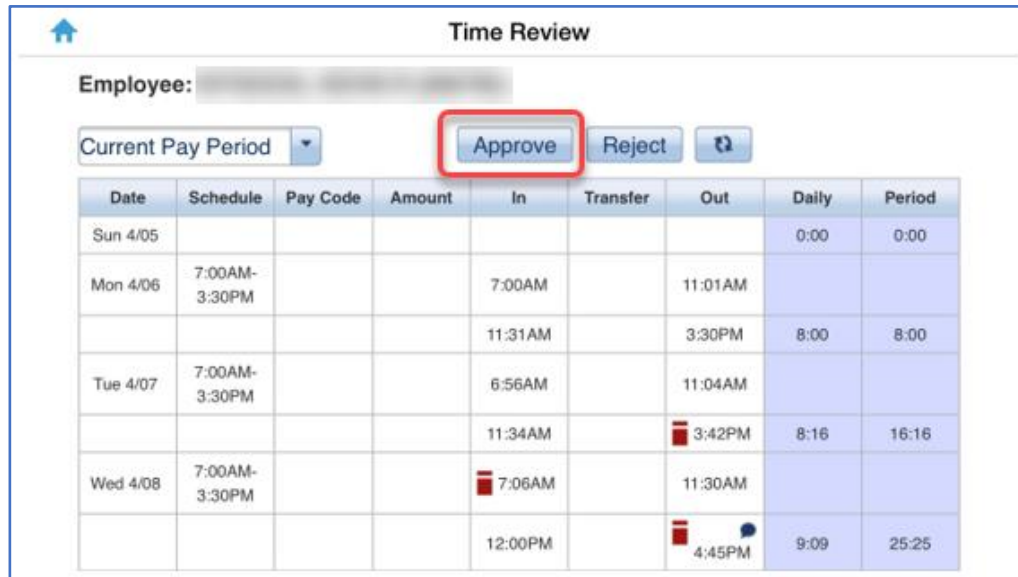 Time Review
Employee:
Current Pay Period Approve Reject
Date Schedule Pay Code Amount In Transfer Out Daily Period
Sun 4/05 0:00 0:00
Mon 4/06 7:00AM- 7:00AM 11:01AM
3:30PM
11:31AM 3:30PM 8:00 8:00
Tue 4/07 7:00AM- 6:56AM 11:04AM
3:30PM
11:34AM 3:42PM 8:16 16:16
Wed 4/08 7:00AM- 7:06AM 11:30AM
3:30PM
12:00PM 4:45PM 9:09 25:25